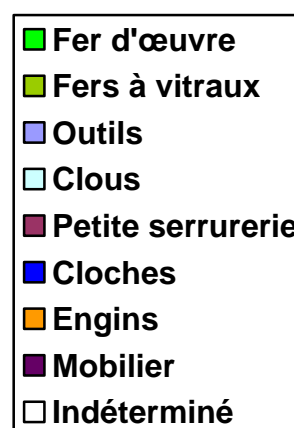 Fer d'œuvre
Fers à vitraux
Outils
Clous
Petite serrurerie
Cloches
Engins
Mobilier
Indéterminé